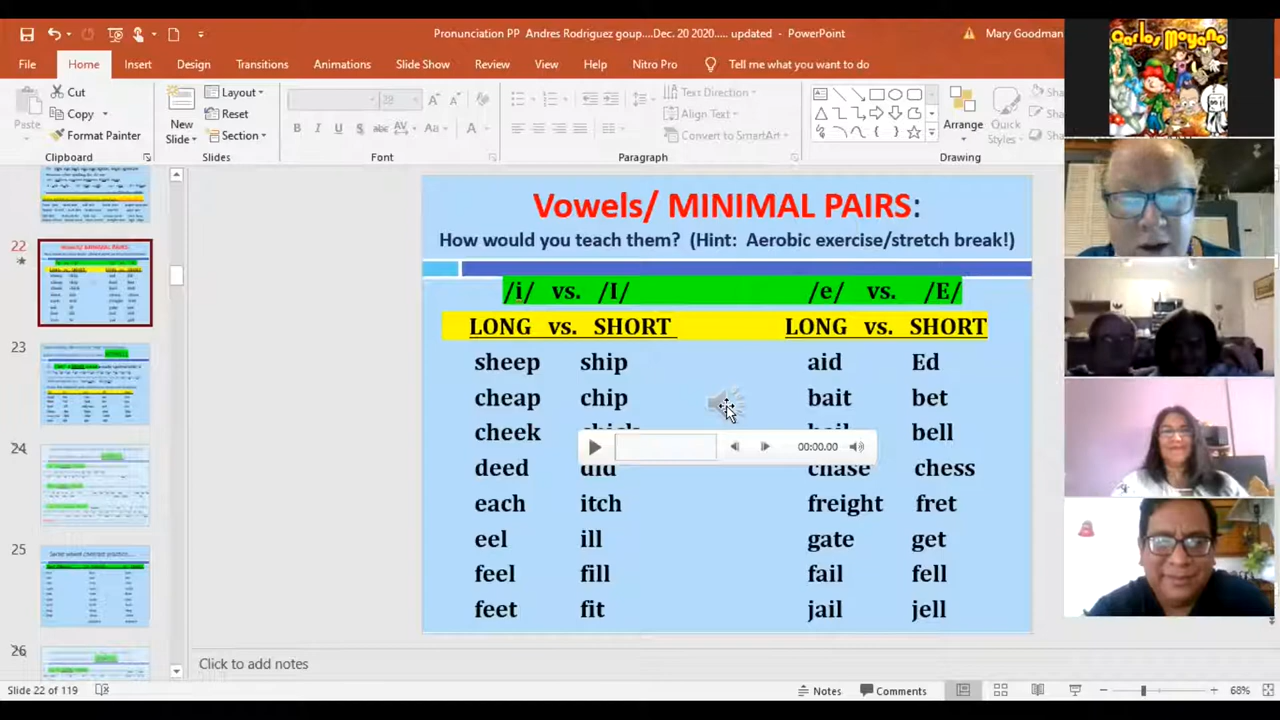 Pronunciation PP Andres Rodriguez goup....Dec. 20 2020..... updated - PowerPoint
Mary Goodman
File Home Insert Design Transitions Animations Slide Show Review View Help Nitro Pro Tell me what you want to do
Cut
Copy
Format Painter
Paste
Clipboard
New
Slide
Layout
Reset
Section
Slides
28
Font
Text Direction
Align Text
Convert to SmartArt
Paragraph
Arrange
Quick
Styles
Drawing
Carlos Moyano
22
23
24
25
26
Vowels/ MINIMAL PAIRS:
How would you teach them? (Hint: Aerobic exercise/stretch break!)
/i/ vs. /I/ /e/ vs. /E/
LONG vs. SHORT LONG vs. SHORT
sheep ship aid Ed
cheap chip bait bet
cheek bell
00:00.00
deed did chase chess
each itch freight fret
eel ill gate get
feel fill fail fell
feet fit jail jell
Click to add notes
Slide 22 of 119
Notes
Comments
68%